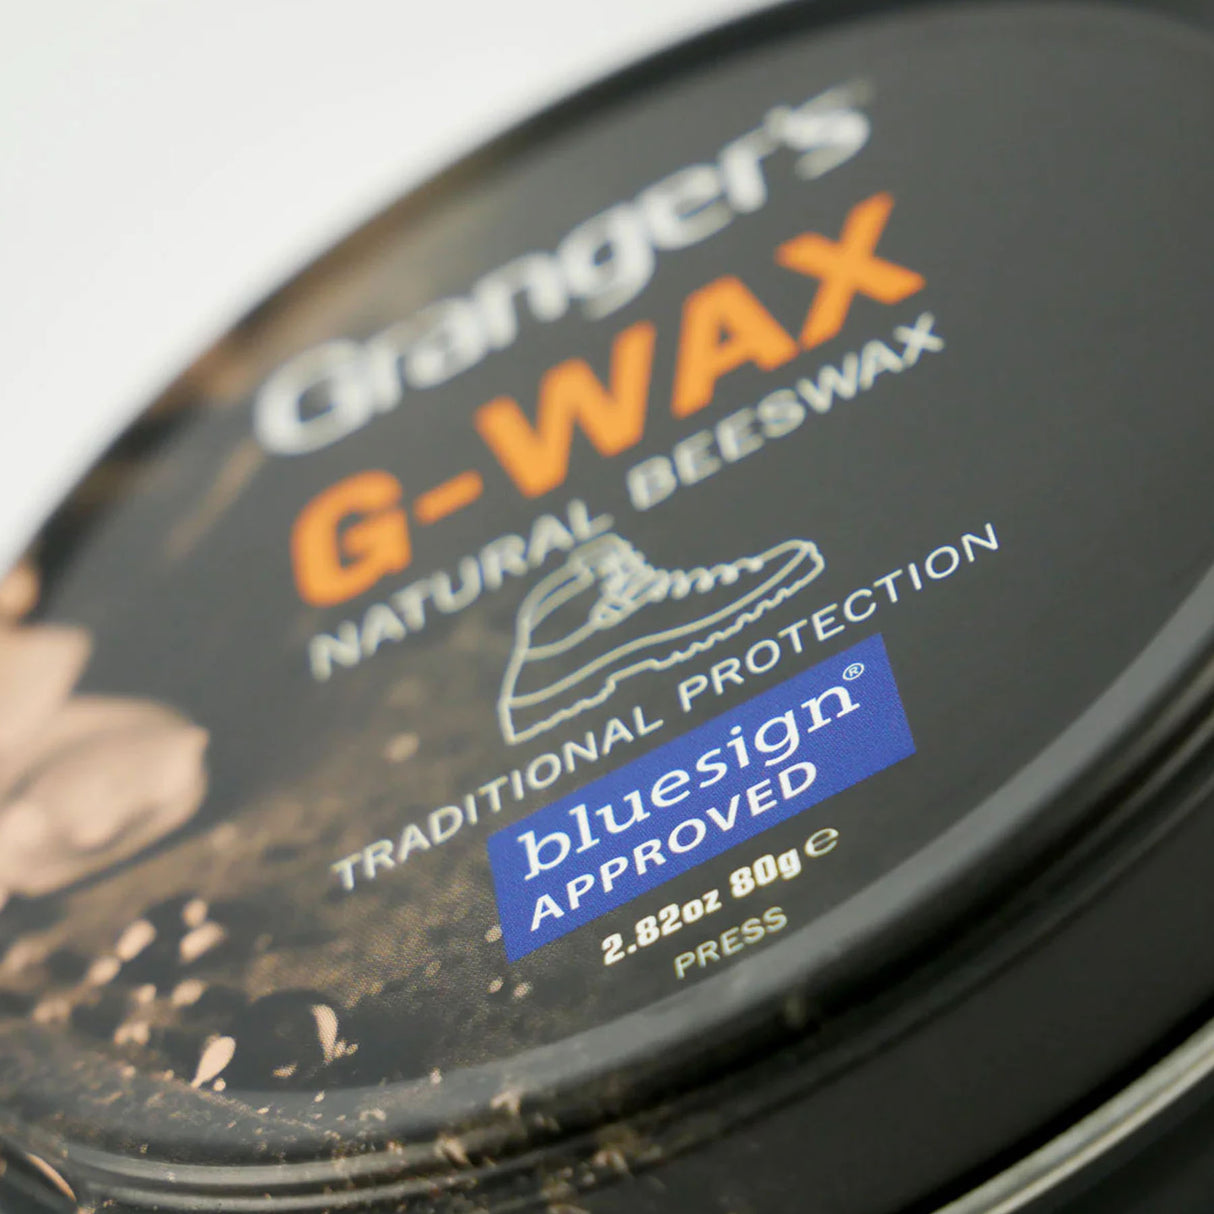 Granger's
G-WAX
NATURAL BEESWAX
TRADITIONAL PROTECTION
bluesign®
APPROVED
2.82oz 80g ℮
PRESS